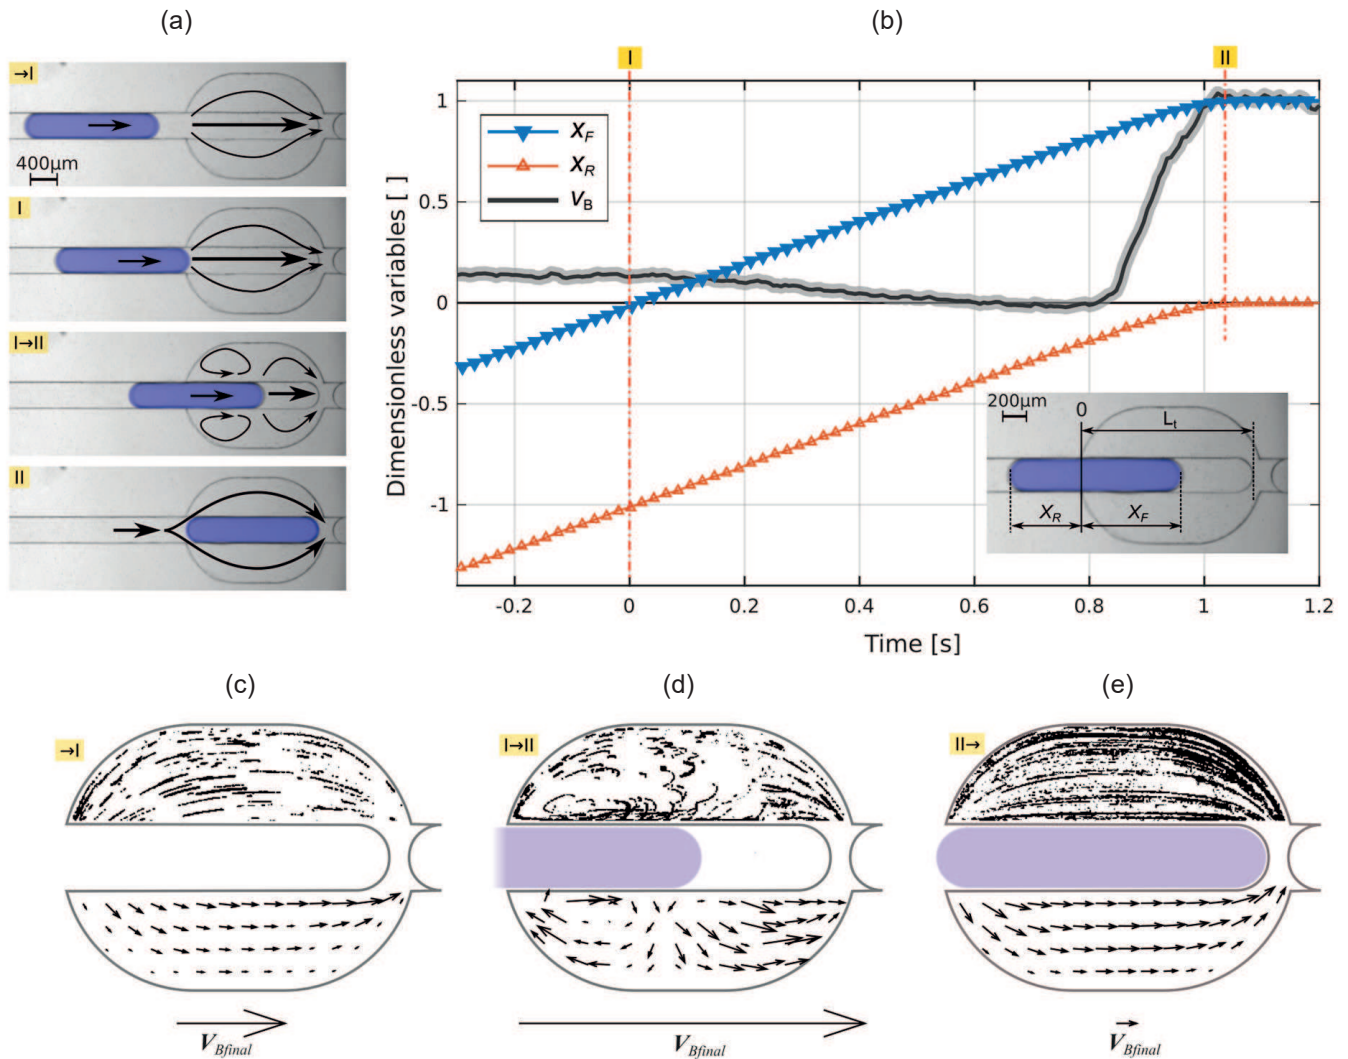 (a)
→I
400µm
I
I→II
II
(b)
I
II
X_F
X_R
V_B
Dimensionless variables [ ]
1
0.5
0
-0.5
-1
-0.2
0
0.2
0.4
0.6
0.8
1
1.2
Time [s]
200µm
0
L_t
X_R
X_F
(c)
→I
V_Bfinal
(d)
I→II
V_Bfinal
(e)
II→
V_Bfinal